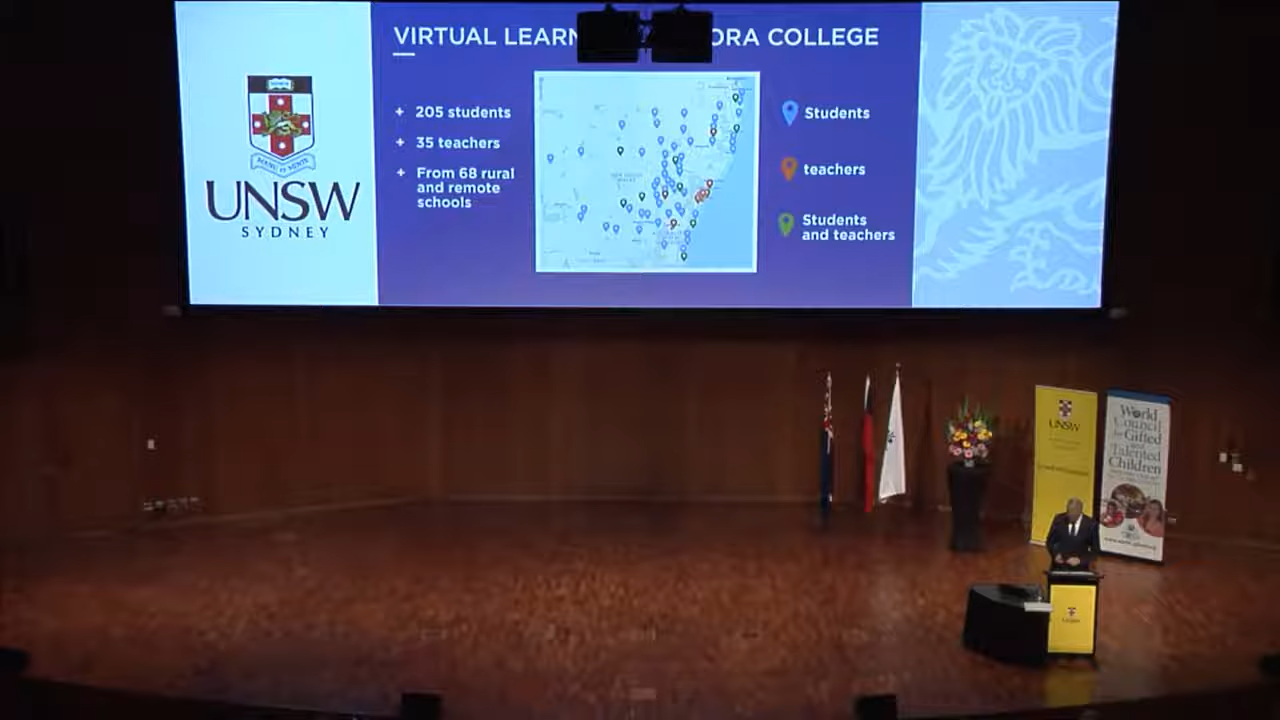 VIRTUAL LEARN ORA COLLEGE
+ 205 students
+ 35 teachers
+ From 68 rural
and remote
schools
Students
teachers
Students
and teachers
UNSW
SYDNEY
UNSW
World
Council
for Gifted
and
Talented
Children